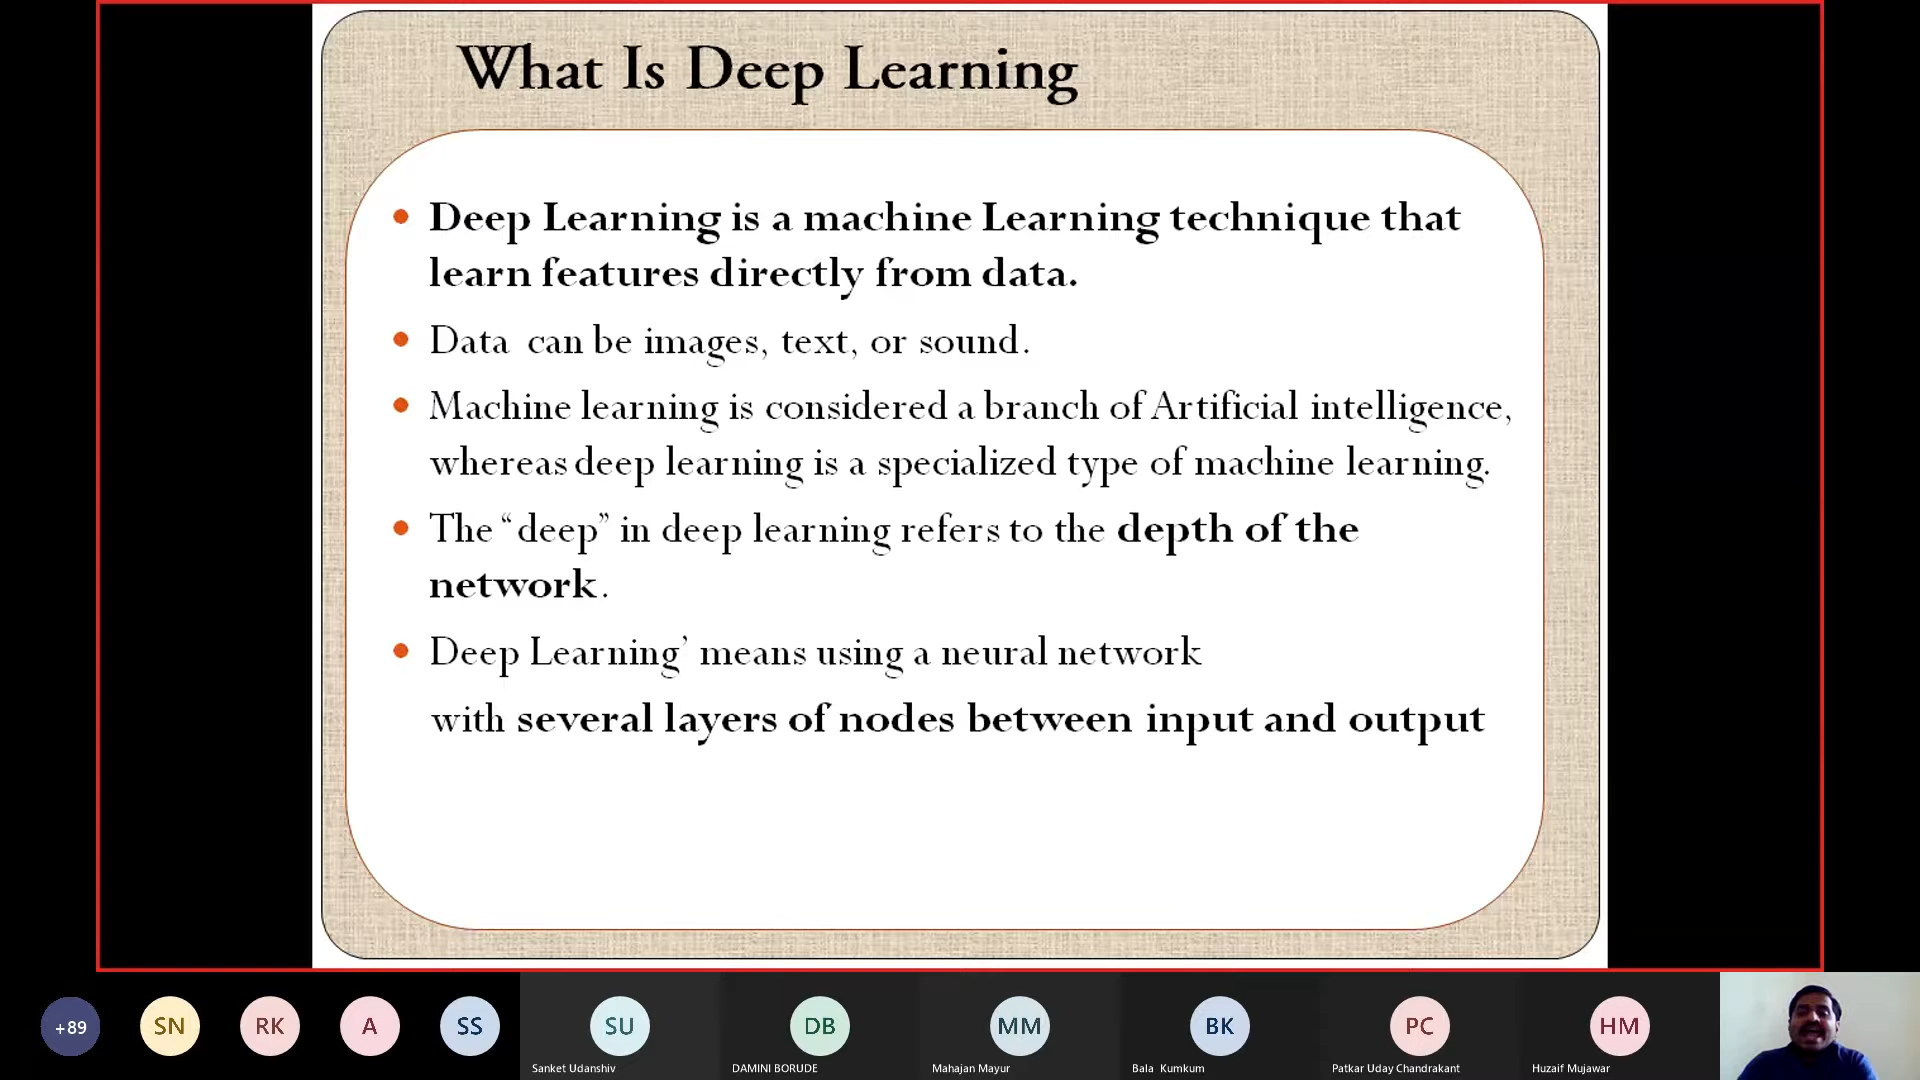 What Is Deep Learning
Deep Learning is a machine Learning technique that
learn features directly from data.
Data can be images, text, or sound.
Machine learning is considered a branch of Artificial intelligence,
whereas deep learning is a specialized type of machine learning.
The “deep” in deep learning refers to the depth of the
network.
Deep Learning’ means using a neural network
with several layers of nodes between input and output
+89 SN RK A SS SU DB MM BK PC HM
Sanket Udanshiv DAMINI BORUDE Mahajan Mayur Bala Kumkum Patkar Uday Chandrakant Huzaif Mujawar